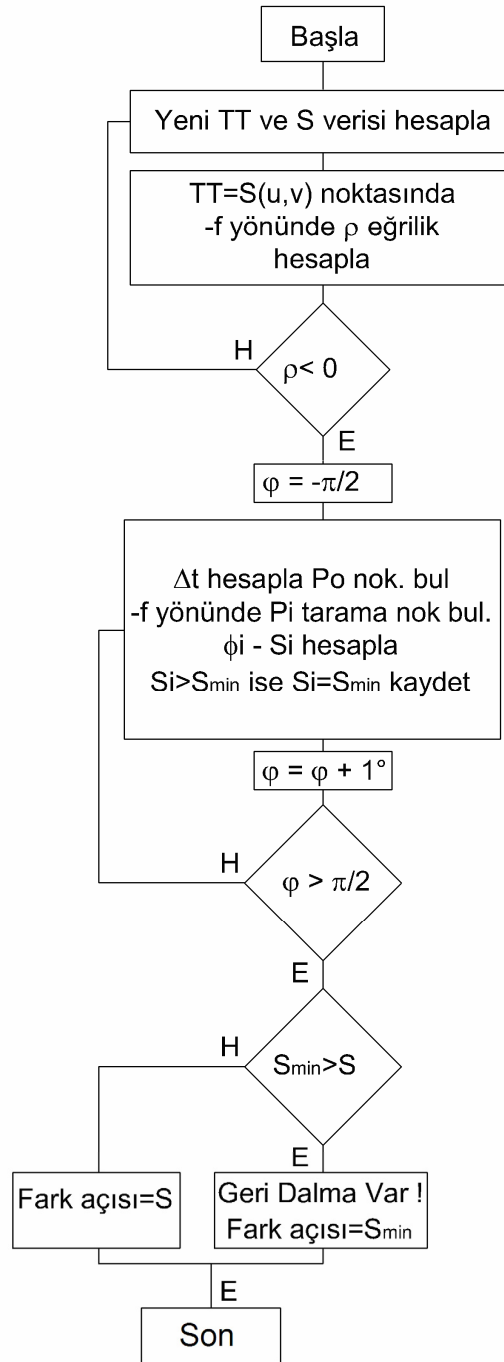 Başla
Yeni TT ve S verisi hesapla
TT=S(u,v) noktasında
-f yönünde ρ eğrilik
hesapla
H
ρ< 0
E
φ = -π/2
Δt hesapla Po nok. bul
-f yönünde Pi tarama nok bul.
ϕi - Si hesapla
Si>Smin ise Si=Smin kaydet
φ = φ + 1°
H
φ > π/2
E
H
Smin>S
E
Fark açısı=S
Geri Dalma Var !
Fark açısı=Smin
E
Son